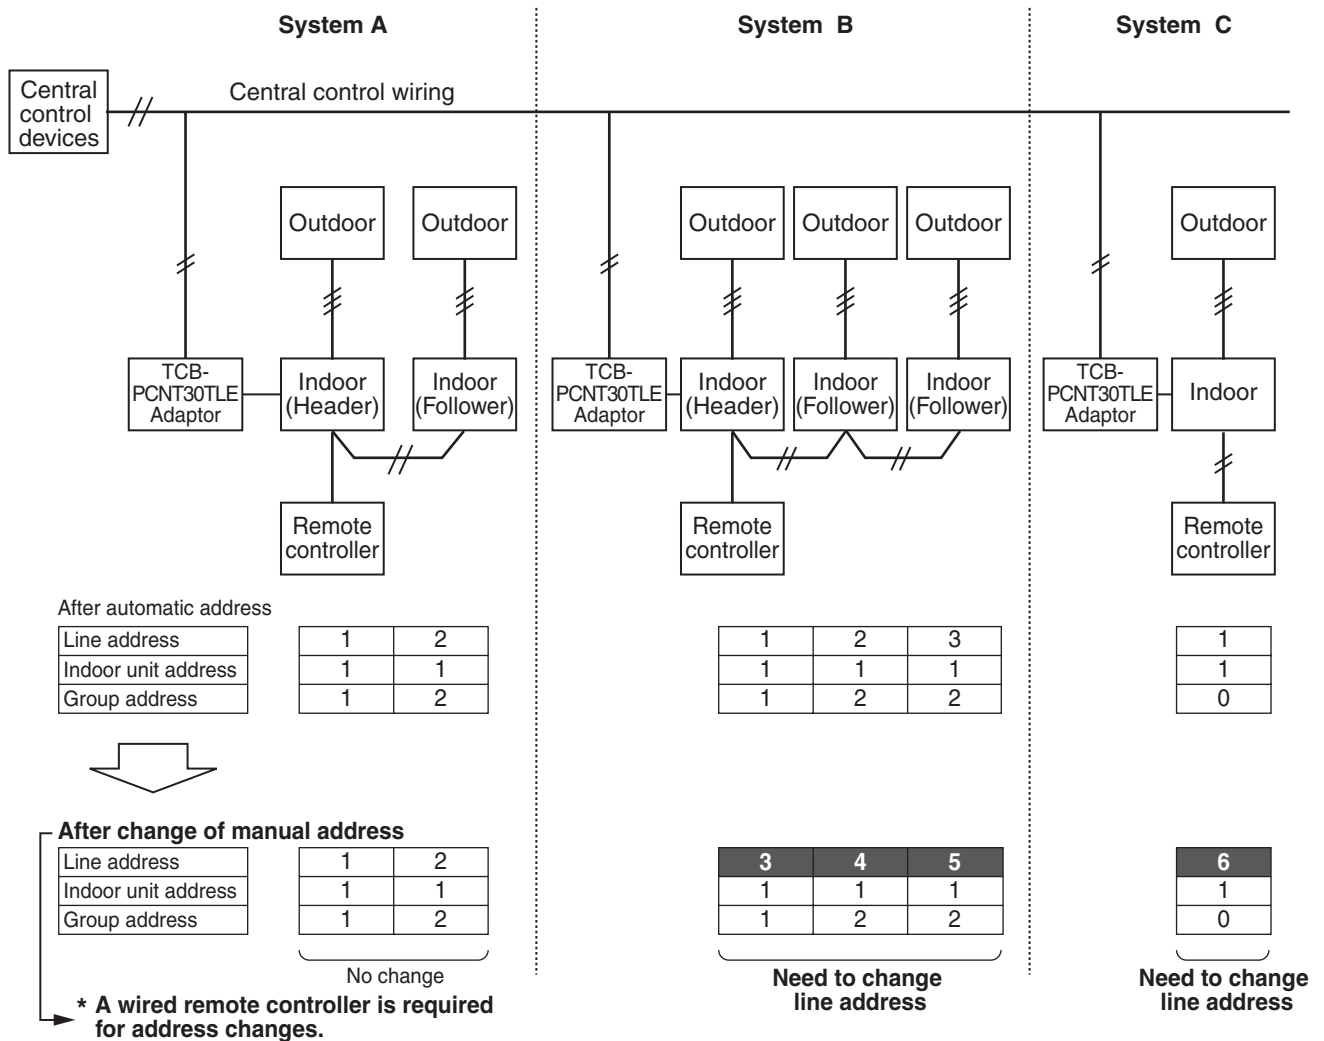 System A
System B
System C
Central
control
devices
Central control wiring
Outdoor
Outdoor
Outdoor
Outdoor
Outdoor
Outdoor
TCB-
PCNT30TLE
Adaptor
Indoor
(Header)
Indoor
(Follower)
TCB-
PCNT30TLE
Adaptor
Indoor
(Header)
Indoor
(Follower)
Indoor
(Follower)
TCB-
PCNT30TLE
Adaptor
Indoor
Remote
controller
Remote
controller
Remote
controller
After automatic address
Line address 1 2 1 2 3 1
Indoor unit address 1 1 1 1 1 1
Group address 1 2 1 2 2 0
After change of manual address
Line address 1 2 3 4 5 6
Indoor unit address 1 1 1 1 1 1
Group address 1 2 1 2 2 0
No change
Need to change
line address
Need to change
line address
* A wired remote controller is required
for address changes.